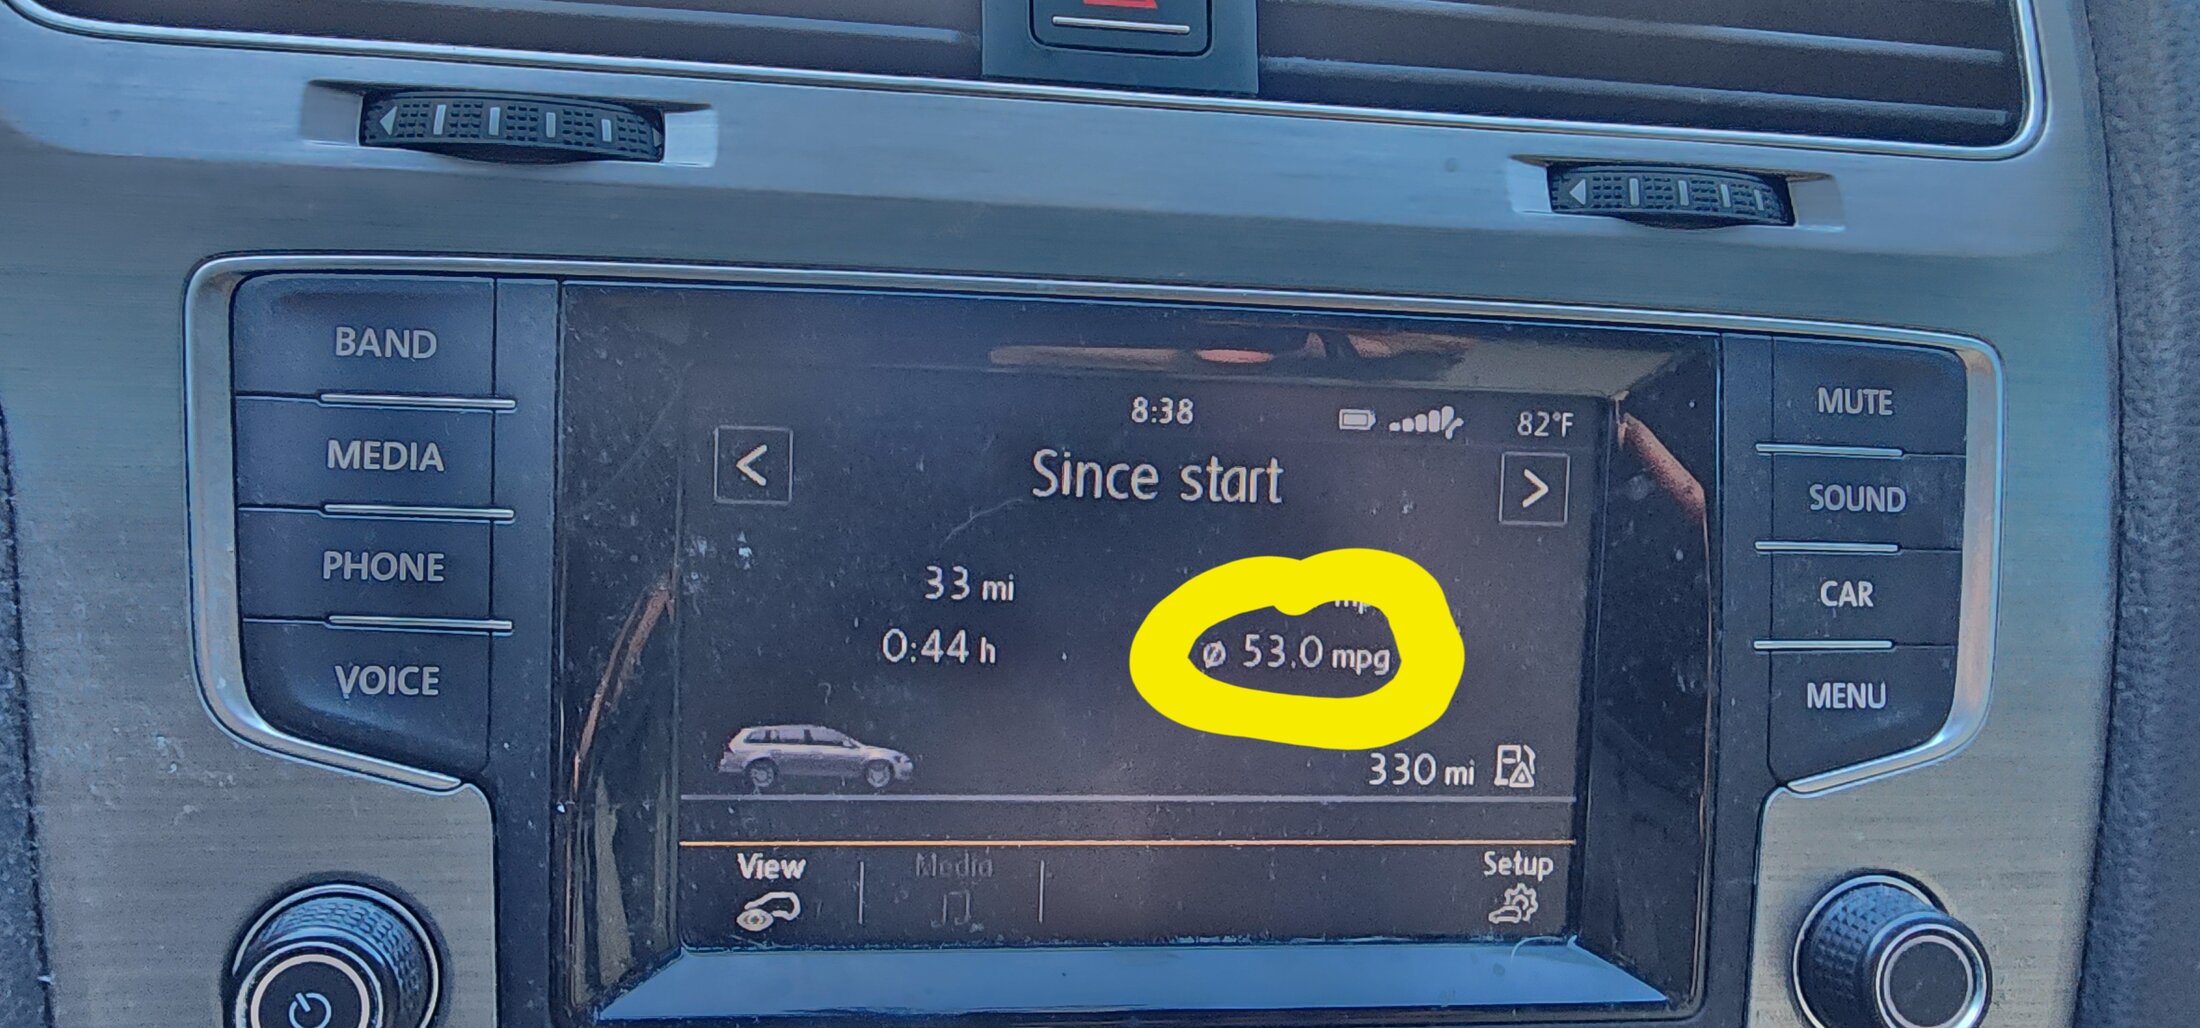 BAND
MEDIA
PHONE
VOICE
8:38 82°F
<
Since start
>
33 mi
0:44 h
ø 53.0 mpg
330 mi
View
Media
Setup
MUTE
SOUND
CAR
MENU